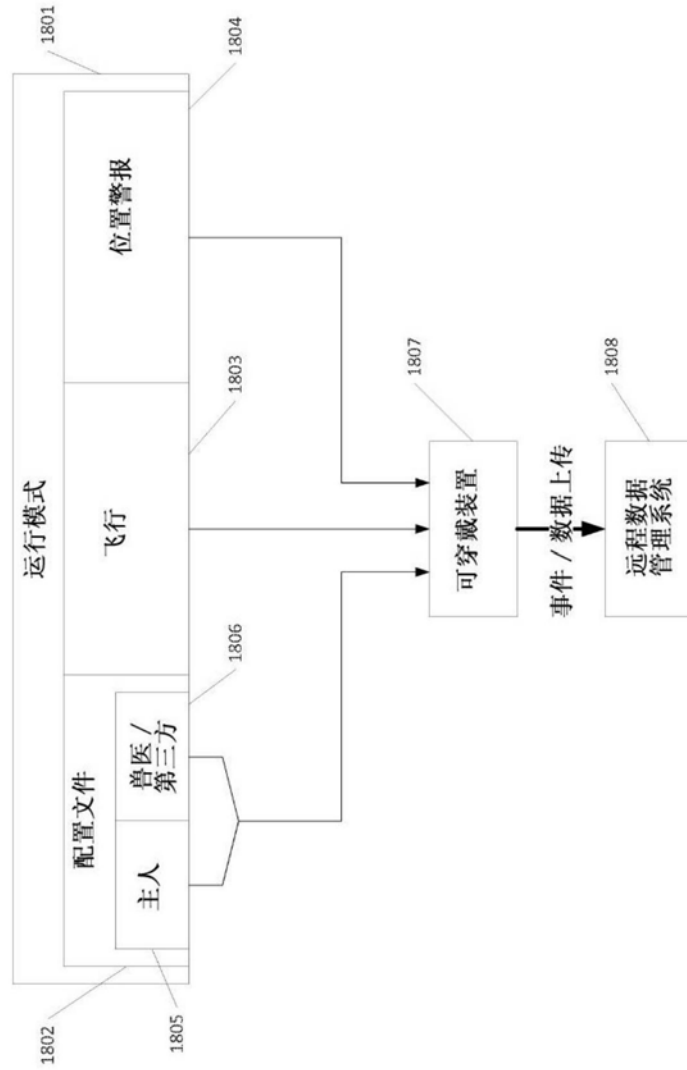 运行模式
1801
配置文件
飞行
位置警报
主人
兽医/
第三方
1802
1805
1806
1803
1804
可穿戴装置
1807
事件/数据上传
远程数据
管理系统
1808